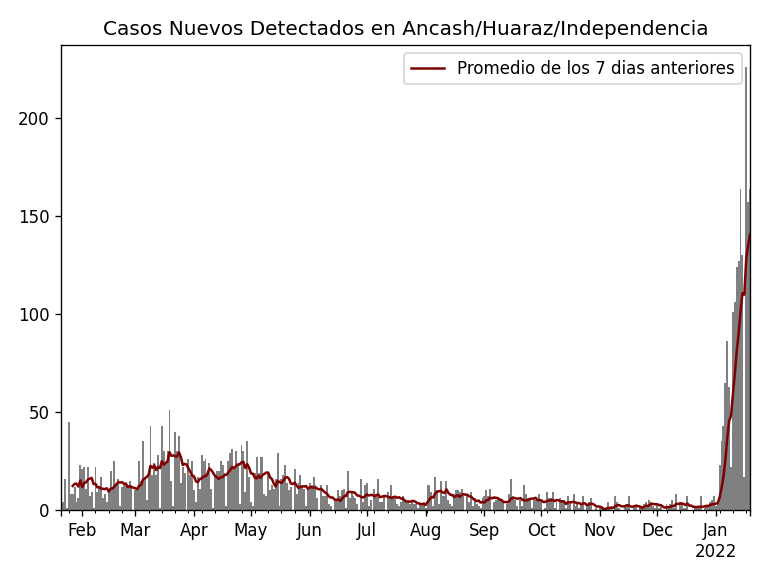 Casos Nuevos Detectados en Ancash/Huaraz/Independencia
Promedio de los 7 dias anteriores
200
150
100
50
0
Feb Mar Apr May Jun Jul Aug Sep Oct Nov Dec Jan
2022